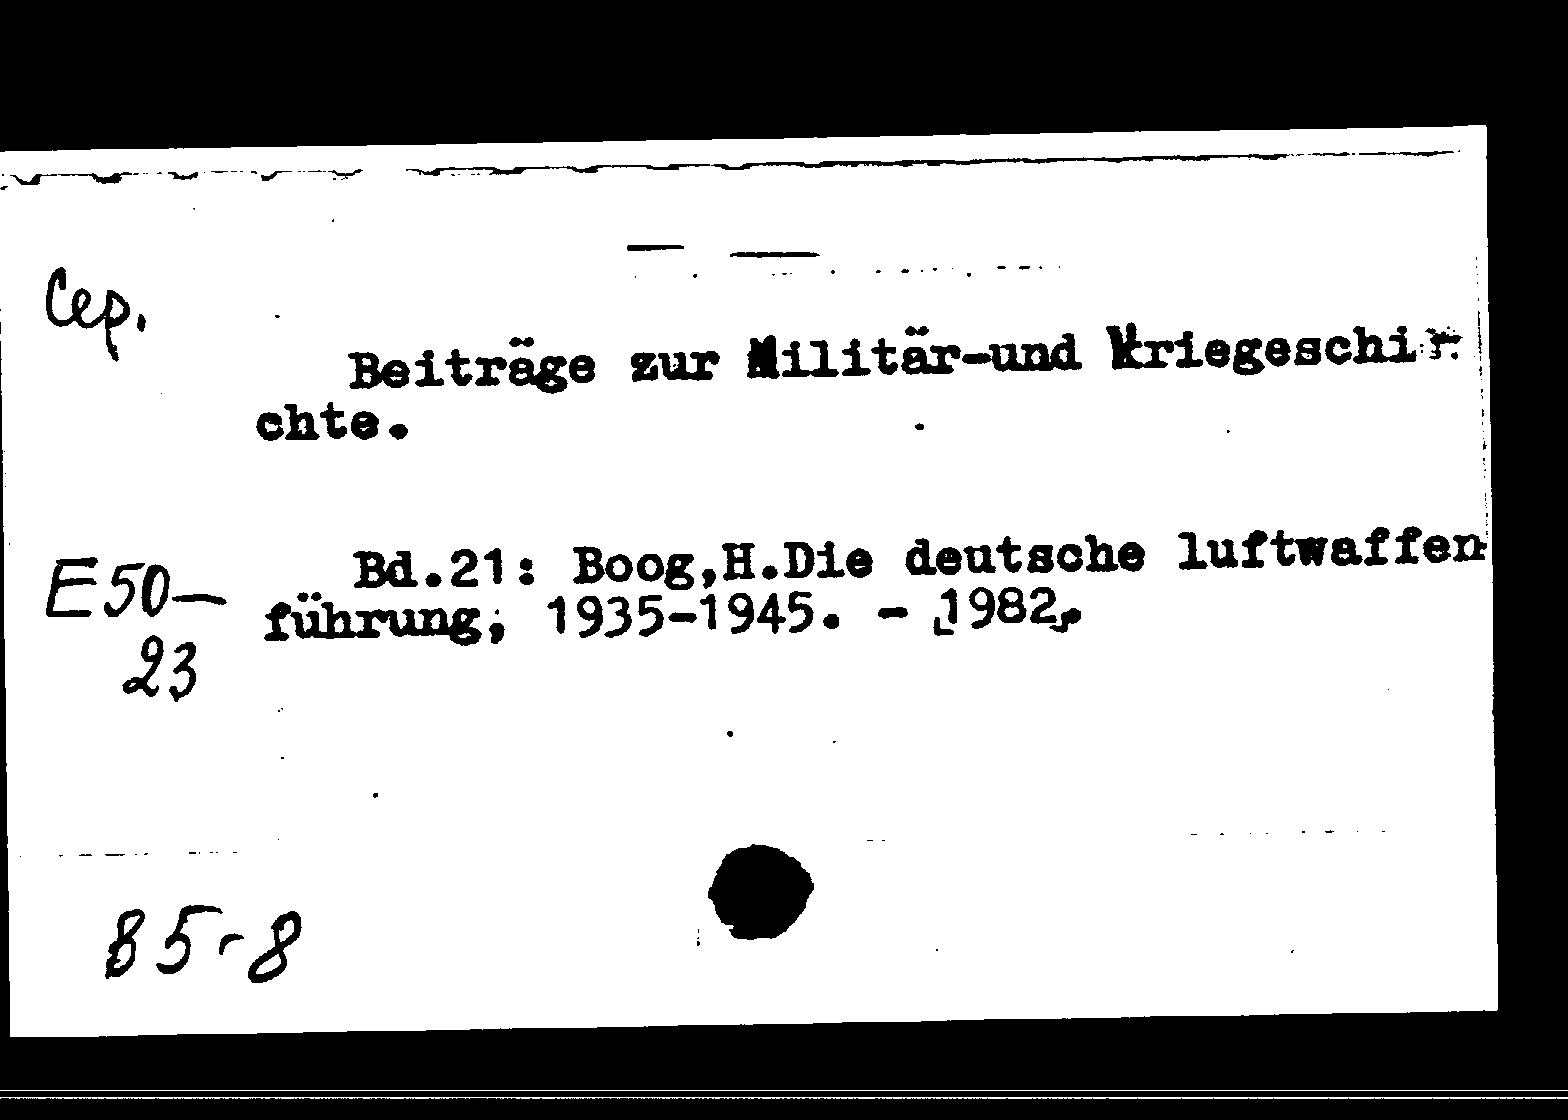 Сер.
Beiträge zur Militär-und Kriegeschi-
chte.
E50-
23
Bd.21: Boog,H.Die deutsche luftwaffen
führung, 1935-1945. - [1982].
85-8